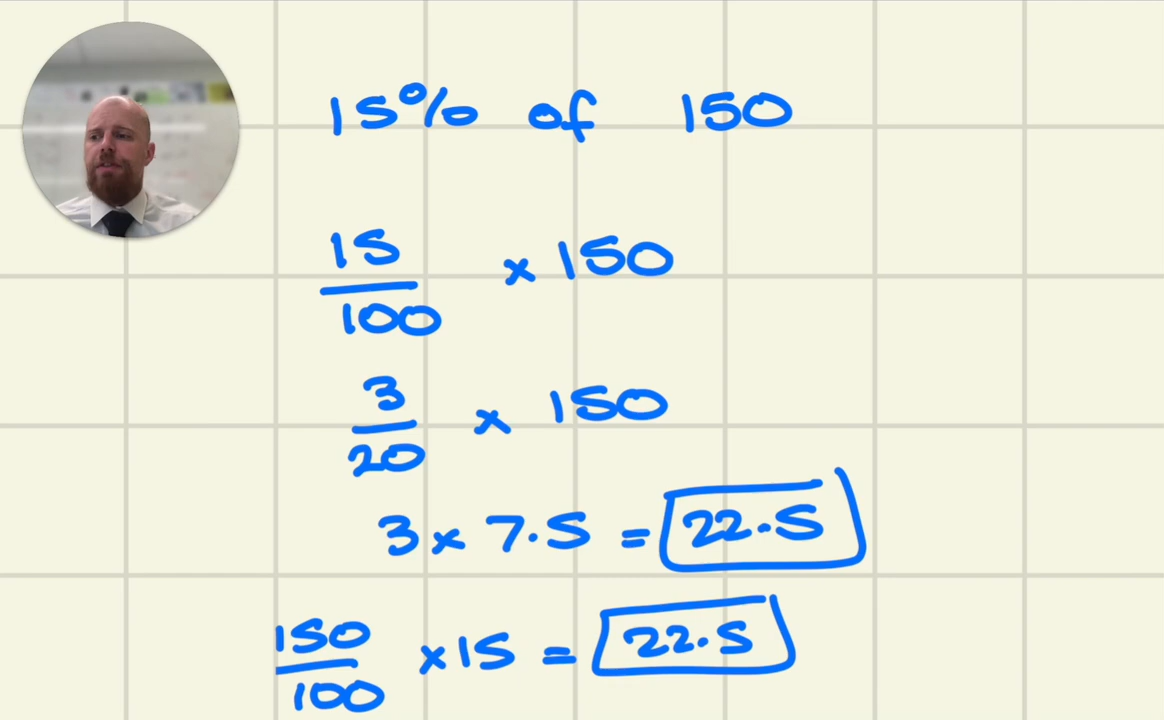 15% of 150
15/100 × 150
3/20 × 150
3 × 7.5 = 22.5
150/100 × 15 = 22.5